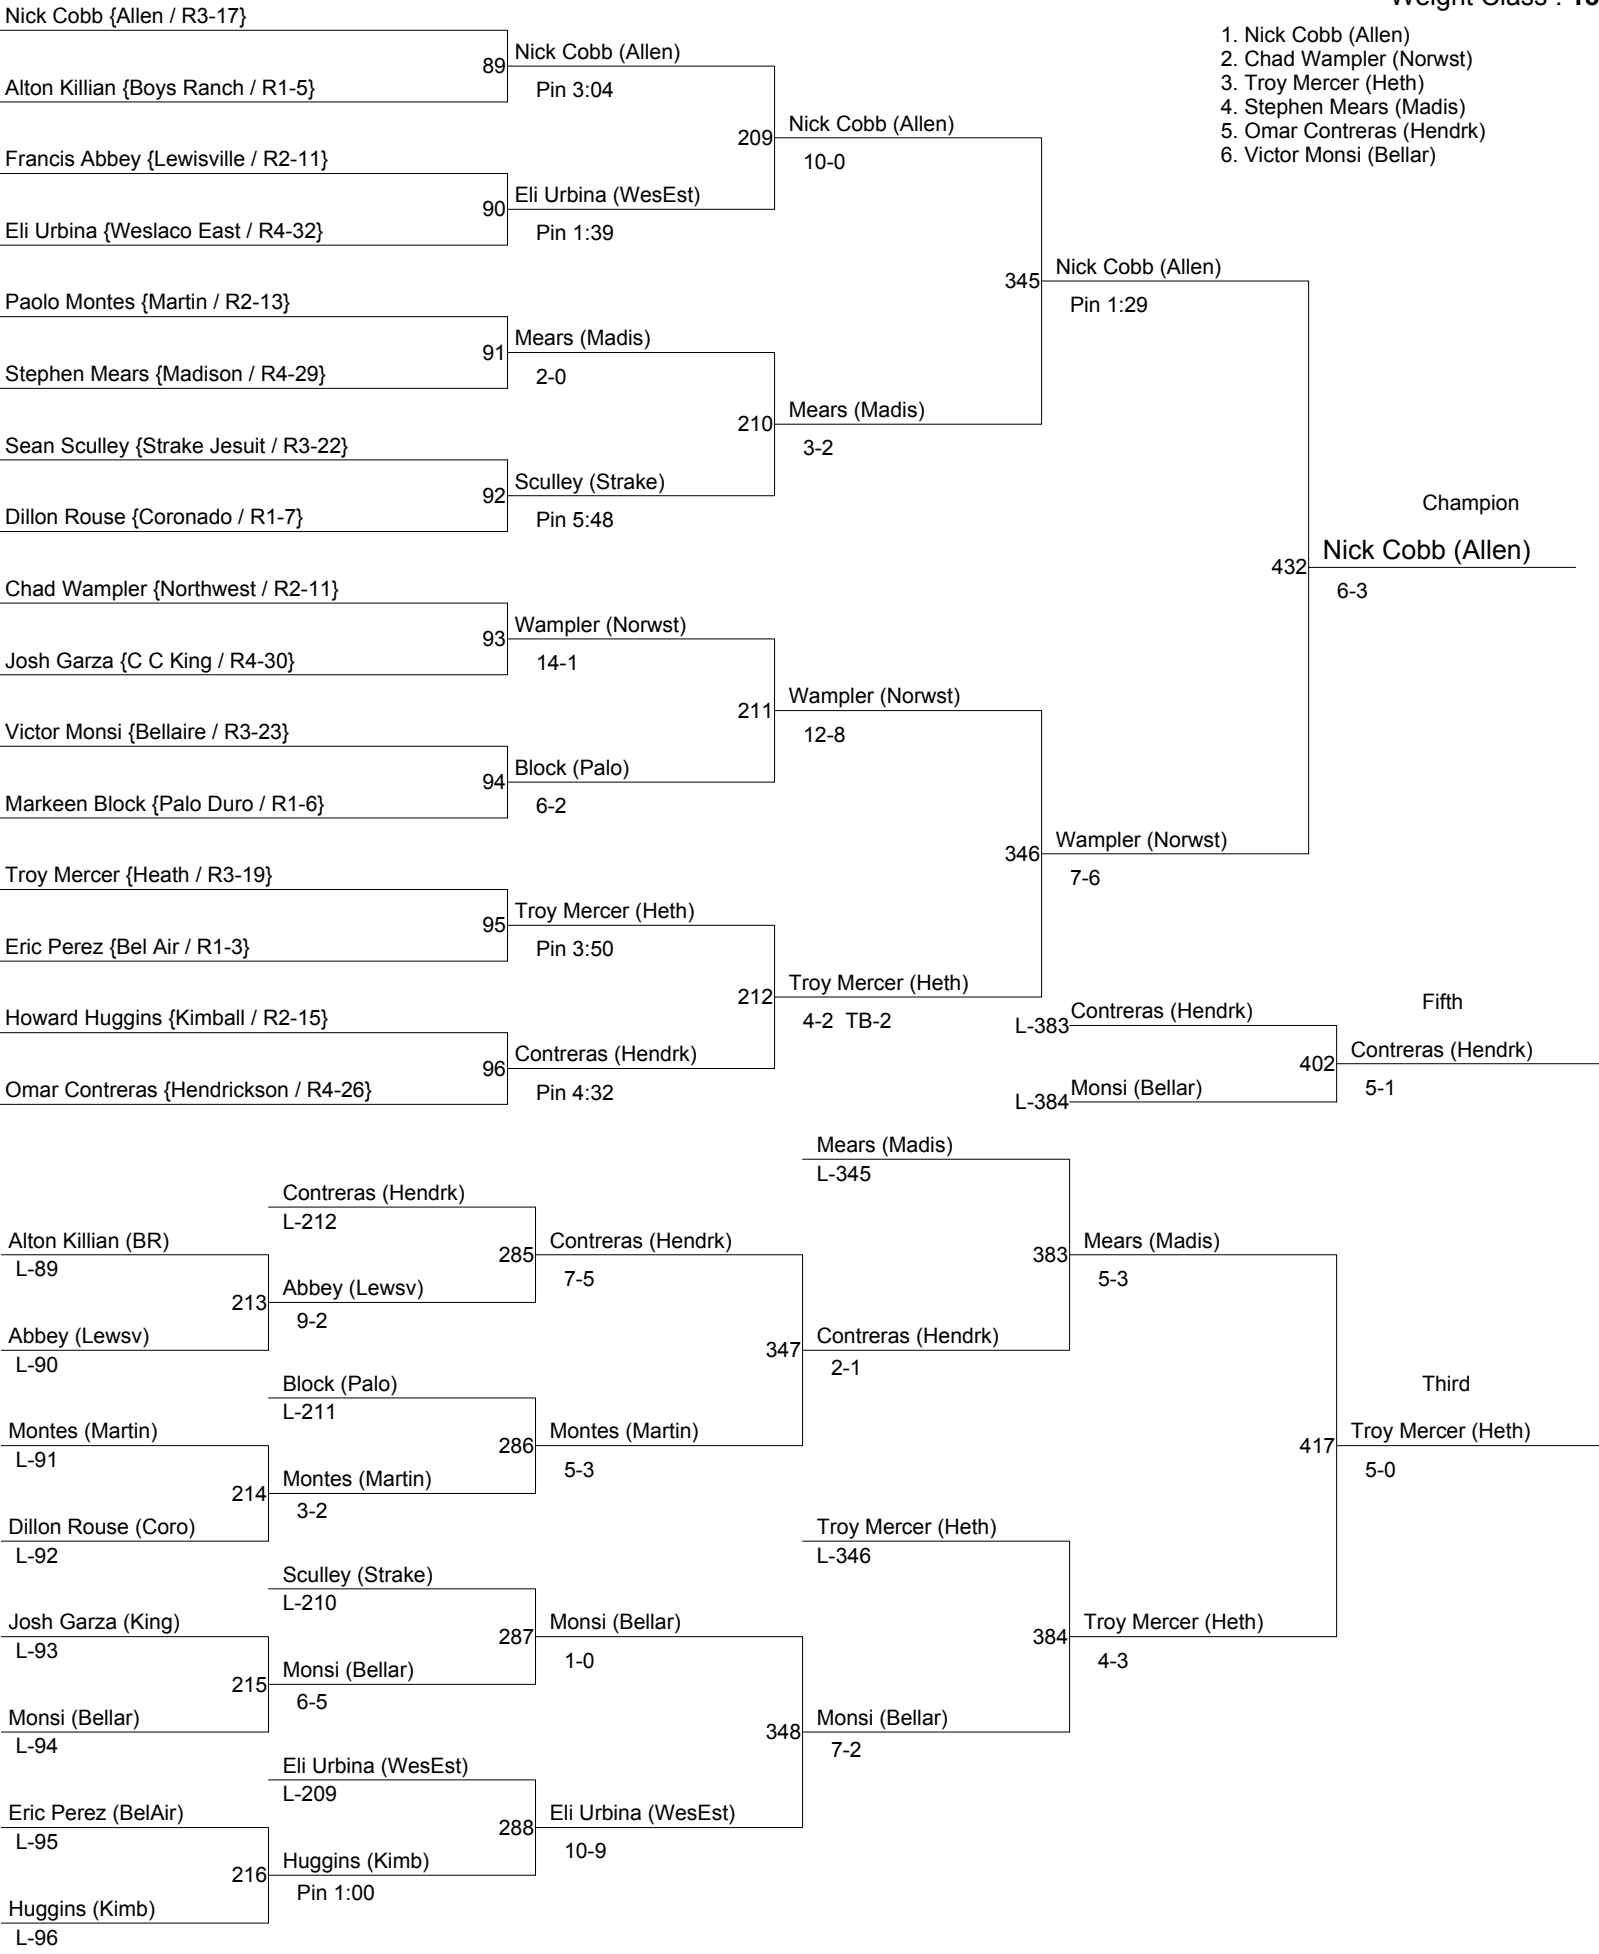 Weight Class :
1. Nick Cobb (Allen)
2. Chad Wampler (Norwst)
3. Troy Mercer (Heth)
4. Stephen Mears (Madis)
5. Omar Contreras (Hendrk)
6. Victor Monsi (Bellar)
Nick Cobb {Allen / R3-17}
Alton Killian {Boys Ranch / R1-5}
Francis Abbey {Lewisville / R2-11}
Eli Urbina {Weslaco East / R4-32}
Paolo Montes {Martin / R2-13}
Stephen Mears {Madison / R4-29}
Sean Sculley {Strake Jesuit / R3-22}
Dillon Rouse {Coronado / R1-7}
Chad Wampler {Northwest / R2-11}
Josh Garza {C C King / R4-30}
Victor Monsi {Bellaire / R3-23}
Markeen Block {Palo Duro / R1-6}
Troy Mercer {Heath / R3-19}
Eric Perez {Bel Air / R1-3}
Howard Huggins {Kimball / R2-15}
Omar Contreras {Hendrickson / R4-26}
89
Nick Cobb (Allen)
Pin 3:04
90
Eli Urbina (WesEst)
Pin 1:39
91
Mears (Madis)
2-0
92
Sculley (Strake)
Pin 5:48
93
Wampler (Norwst)
14-1
94
Block (Palo)
6-2
95
Troy Mercer (Heth)
Pin 3:50
96
Contreras (Hendrk)
Pin 4:32
209
Nick Cobb (Allen)
10-0
210
Mears (Madis)
3-2
211
Wampler (Norwst)
12-8
212
Troy Mercer (Heth)
4-2 TB-2
345
Nick Cobb (Allen)
Pin 1:29
346
Wampler (Norwst)
7-6
Champion
432
Nick Cobb (Allen)
6-3
Fifth
L-383
Contreras (Hendrk)
L-384
Monsi (Bellar)
402
Contreras (Hendrk)
5-1
Alton Killian (BR)
L-89
Abbey (Lewsv)
L-90
Montes (Martin)
L-91
Dillon Rouse (Coro)
L-92
Josh Garza (King)
L-93
Monsi (Bellar)
L-94
Eric Perez (BelAir)
L-95
Huggins (Kimb)
L-96
Contreras (Hendrk)
L-212
213
Abbey (Lewsv)
9-2
Block (Palo)
L-211
214
Montes (Martin)
3-2
Sculley (Strake)
L-210
215
Monsi (Bellar)
6-5
Eli Urbina (WesEst)
L-209
216
Huggins (Kimb)
Pin 1:00
285
Contreras (Hendrk)
7-5
286
Montes (Martin)
5-3
287
Monsi (Bellar)
1-0
288
Eli Urbina (WesEst)
10-9
Mears (Madis)
L-345
347
Contreras (Hendrk)
2-1
Troy Mercer (Heth)
L-346
348
Monsi (Bellar)
7-2
383
Mears (Madis)
5-3
384
Troy Mercer (Heth)
4-3
Third
417
Troy Mercer (Heth)
5-0